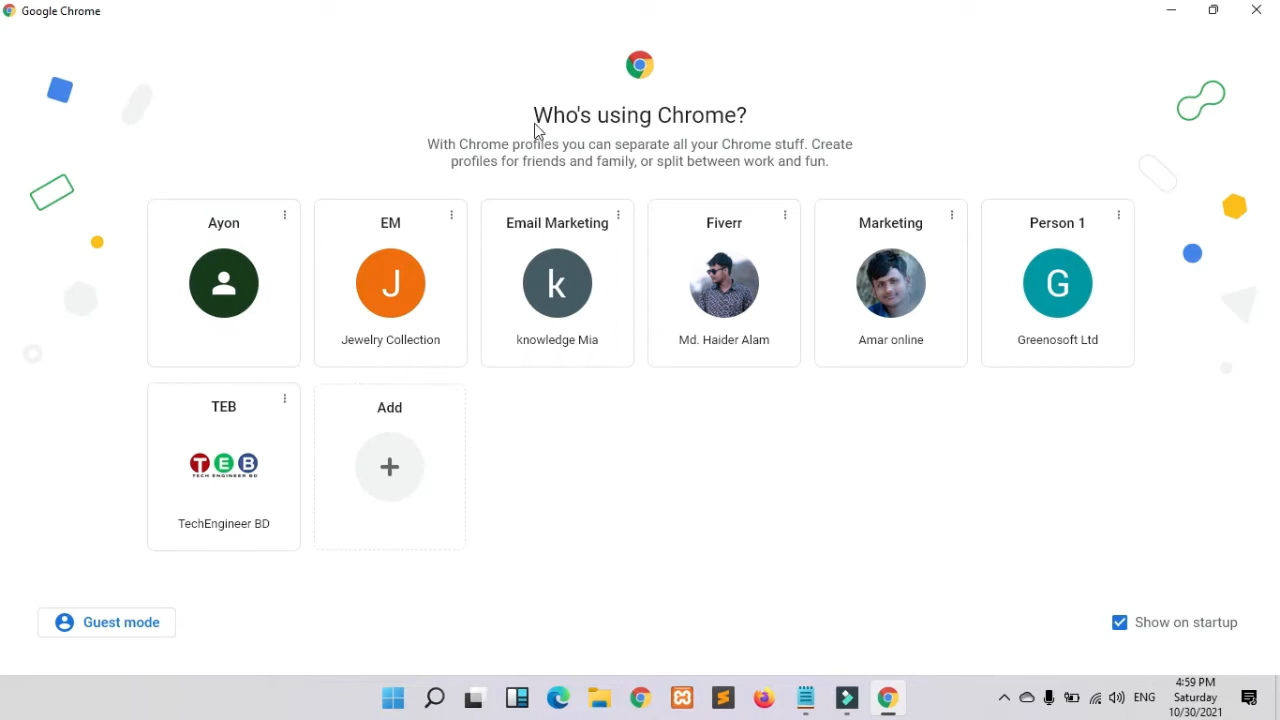 Google Chrome
Who's using Chrome?
With Chrome profiles you can separate all your Chrome stuff. Create
profiles for friends and family, or split between work and fun.
Ayon
EM
J
Jewelry Collection
Email Marketing
k
knowledge Mia
Fiverr
Md. Haider Alam
Marketing
Amar online
Person 1
G
Greenosoft Ltd
TEB
TEB
TECH ENGINEER BD
TechEngineer BD
Add
Guest mode
Show on startup
ENG
4:59 PM
Saturday
10/30/2021